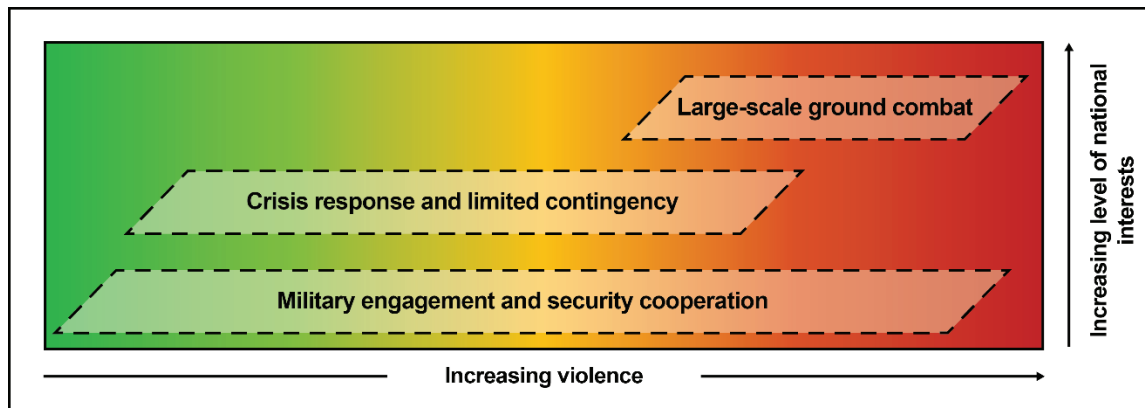 Large-scale ground combat
Crisis response and limited contingency
Military engagement and security cooperation
Increasing violence
Increasing level of national
interests